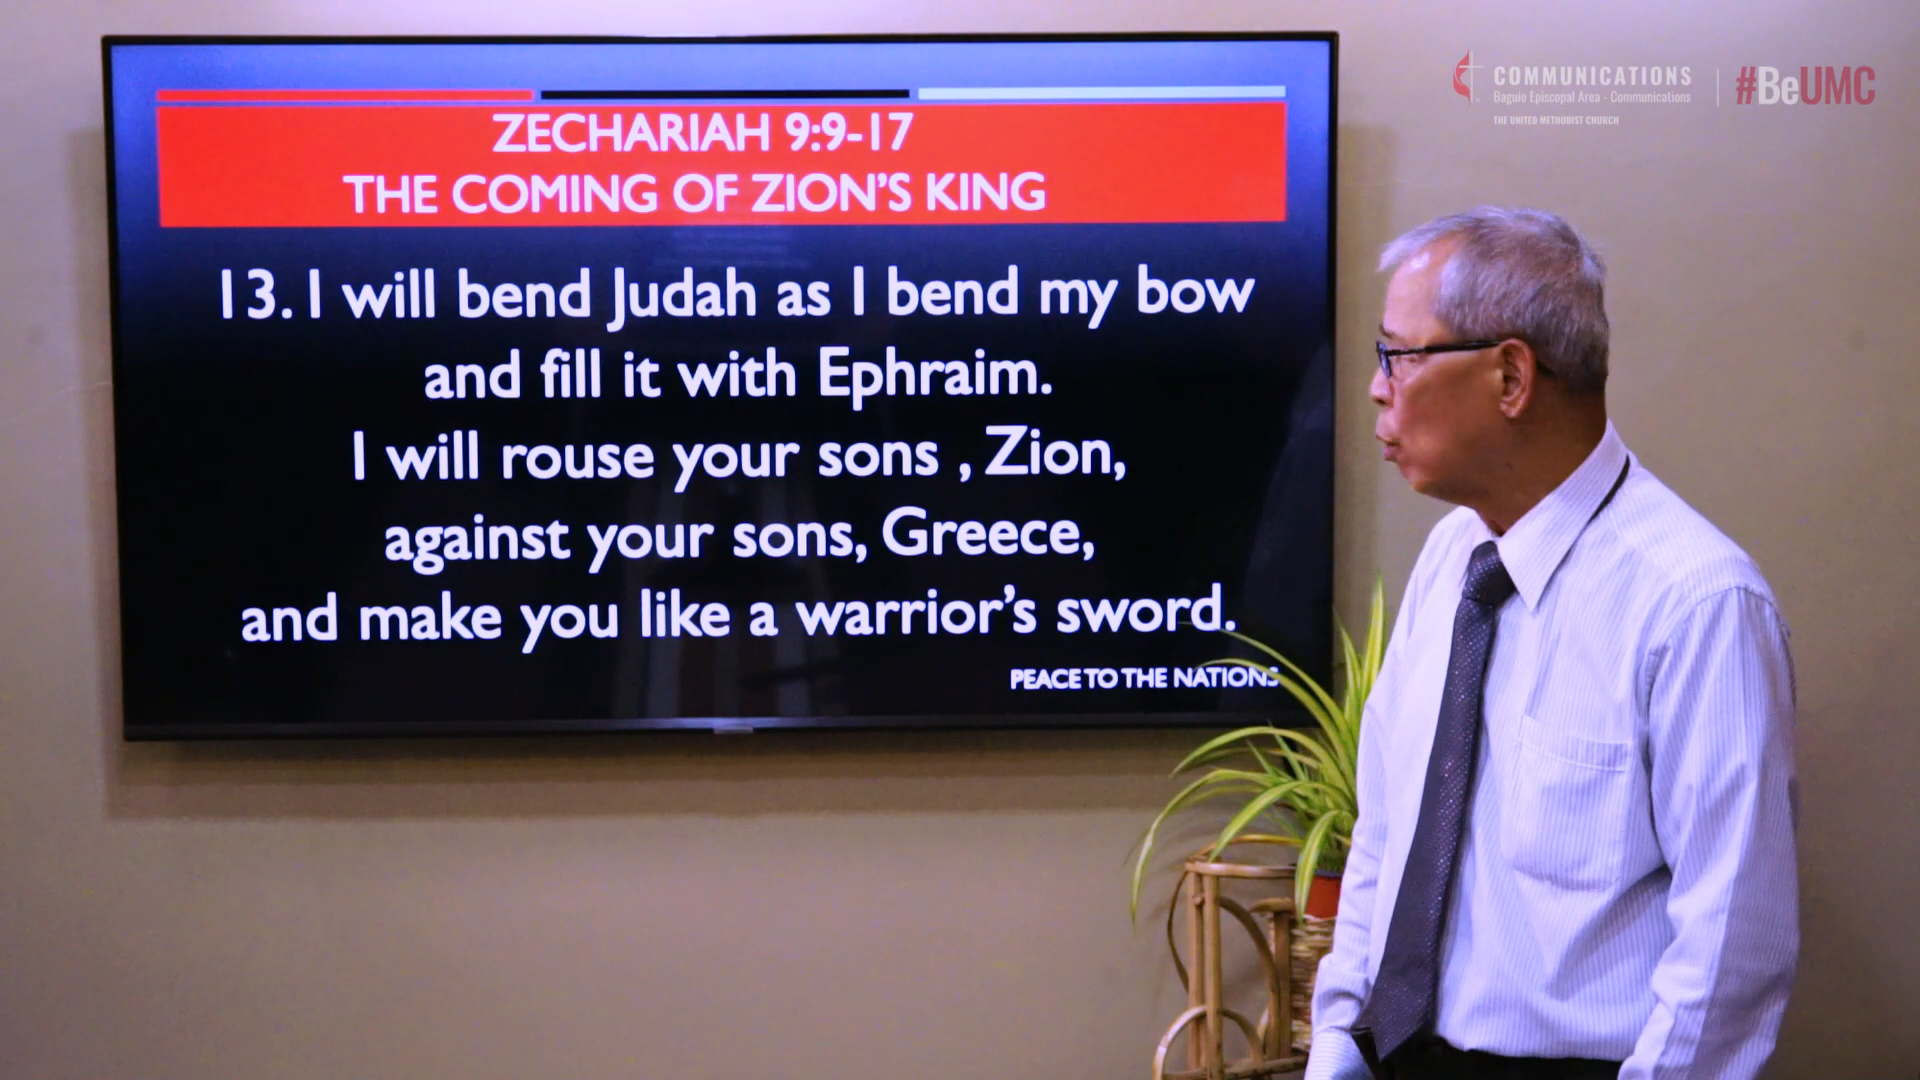 COMMUNICATIONS
Baguio Episcopal Area - Communications
THE UNITED METHODIST CHURCH
#BeUMC
ZECHARIAH 9:9-17
THE COMING OF ZION'S KING
13. I will bend Judah as I bend my bow
and fill it with Ephraim.
I will rouse your sons , Zion,
against your sons, Greece,
and make you like a warrior's sword.
PEACE TO THE NATIONS